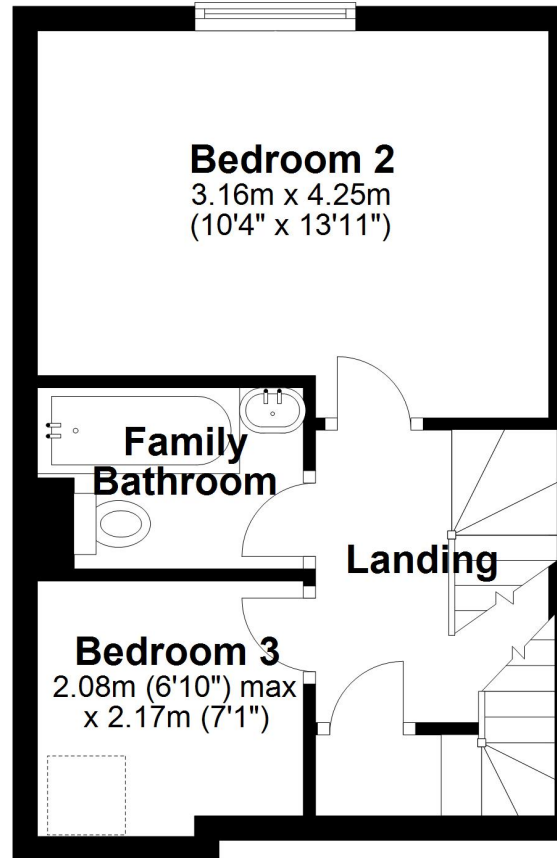 Bedroom 2
3.16m x 4.25m
(10'4" x 13'11")
Family
Bathroom
Landing
Bedroom 3
2.08m (6'10") max
x 2.17m (7'1")